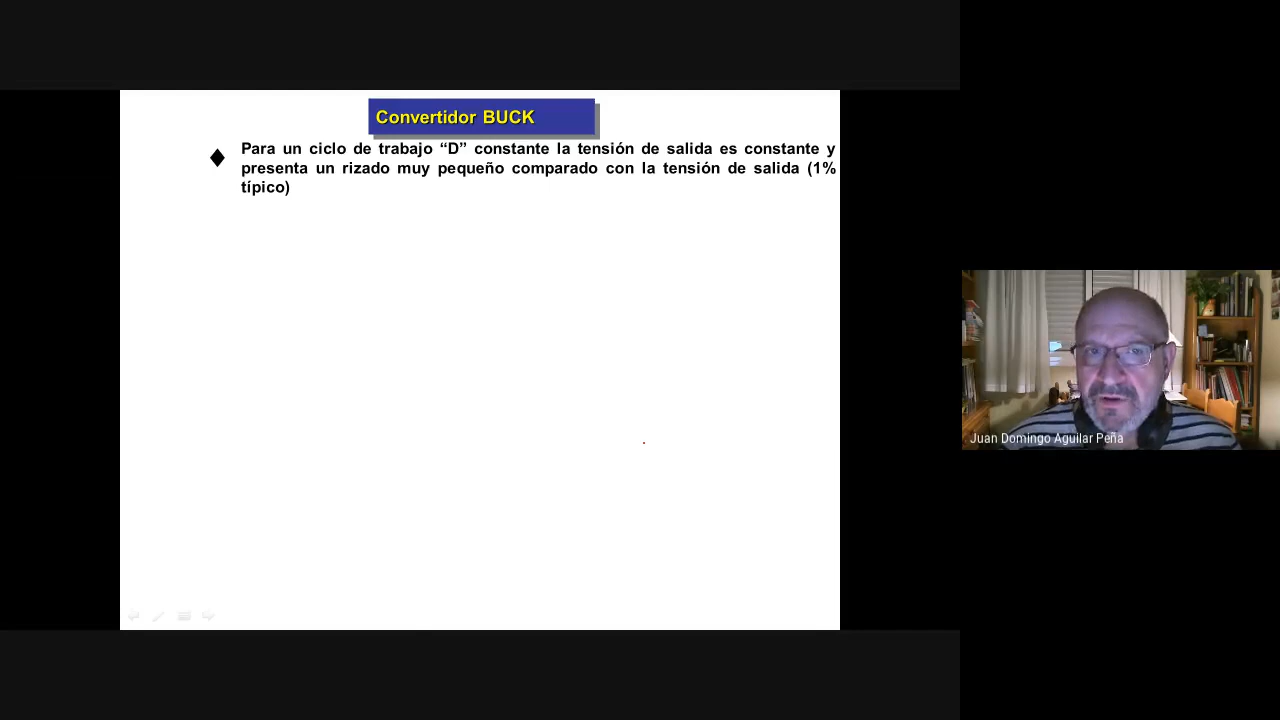 Convertidor BUCK
Para un ciclo de trabajo “D” constante la tensión de salida es constante y
presenta un rizado muy pequeño comparado con la tensión de salida (1%
típico)
Juan Domingo Aguilar Peña